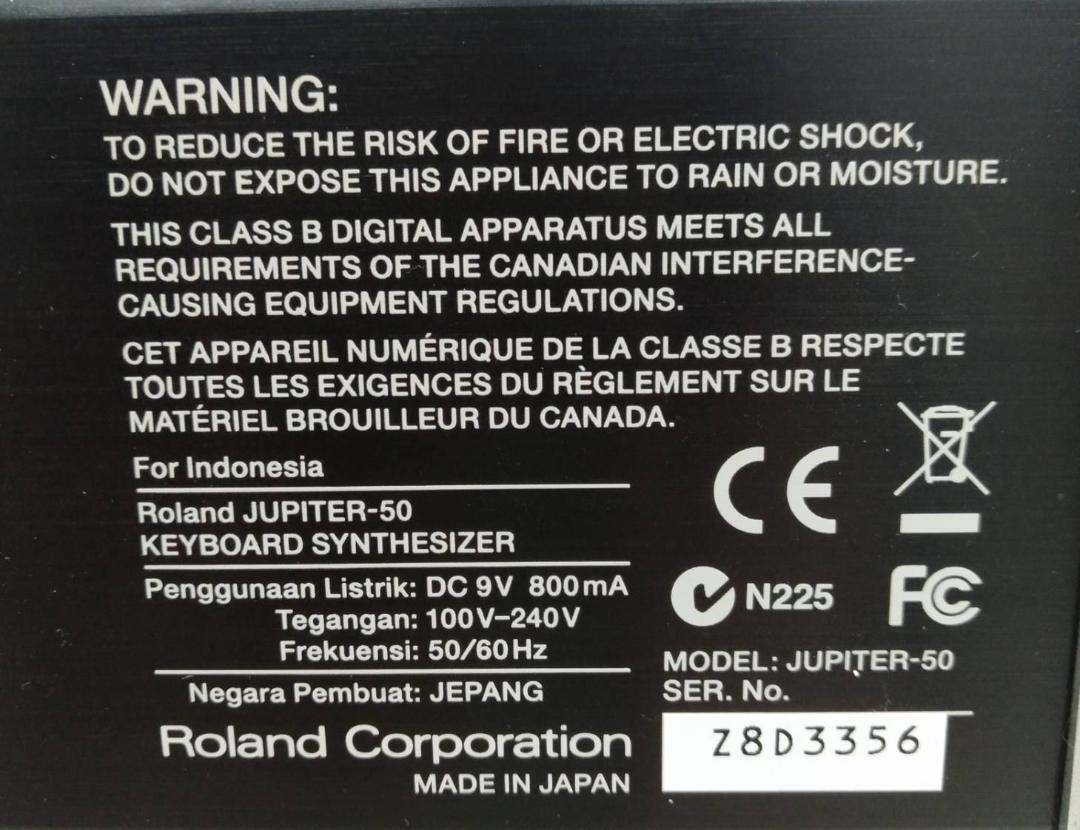 WARNING:
TO REDUCE THE RISK OF FIRE OR ELECTRIC SHOCK,
DO NOT EXPOSE THIS APPLIANCE TO RAIN OR MOISTURE.
THIS CLASS B DIGITAL APPARATUS MEETS ALL
REQUIREMENTS OF THE CANADIAN INTERFERENCE-
CAUSING EQUIPMENT REGULATIONS.
CET APPAREIL NUMÉRIQUE DE LA CLASSE B RESPECTE
TOUTES LES EXIGENCES DU RÈGLEMENT SUR LE
MATÉRIEL BROUILLEUR DU CANADA.
For Indonesia
Roland JUPITER-50
KEYBOARD SYNTHESIZER
Penggunaan Listrik: DC 9V 800mA
Tegangan: 100V–240V
Frekuensi: 50/60Hz
Negara Pembuat: JEPANG
Roland Corporation
MADE IN JAPAN
CE
N225
FC
MODEL: JUPITER-50
SER. No.
Z8D3356